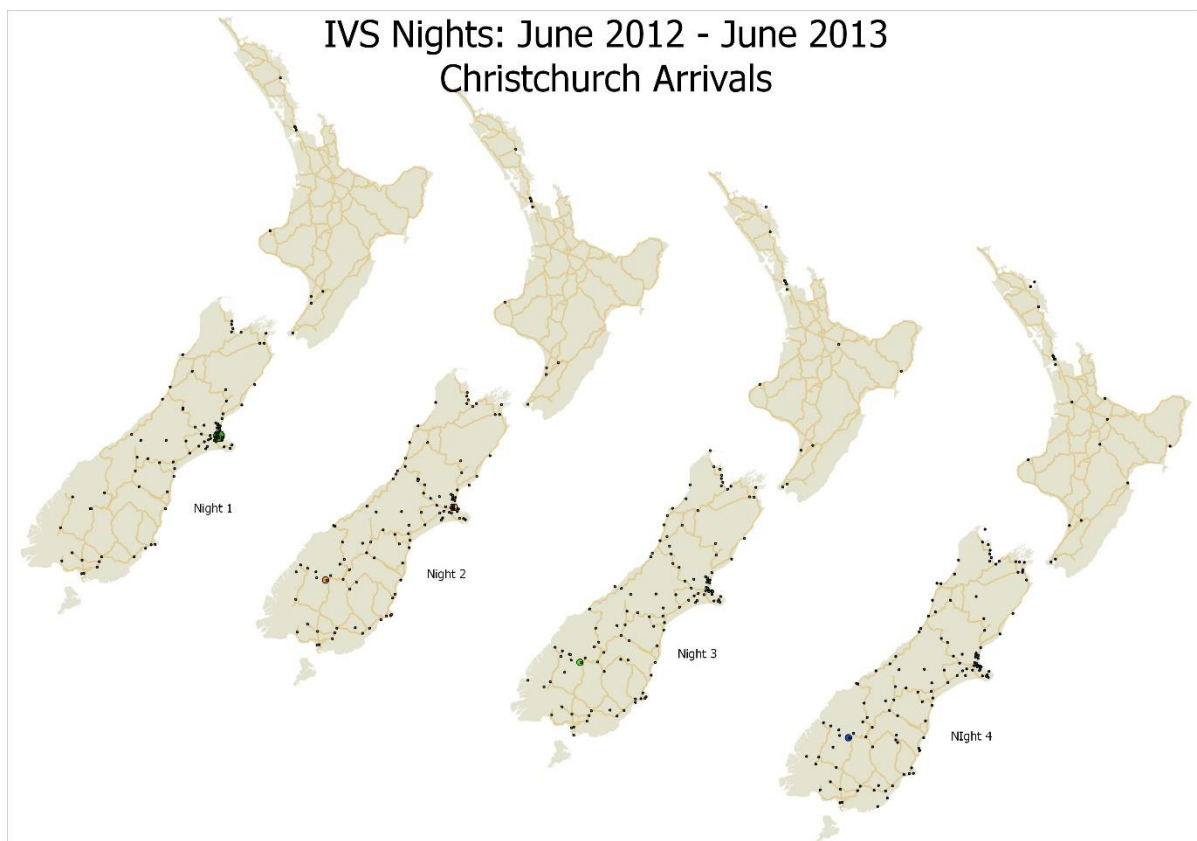 IVS Nights: June 2012 - June 2013
Christchurch Arrivals
Night 1
Night 2
Night 3
NIght 4